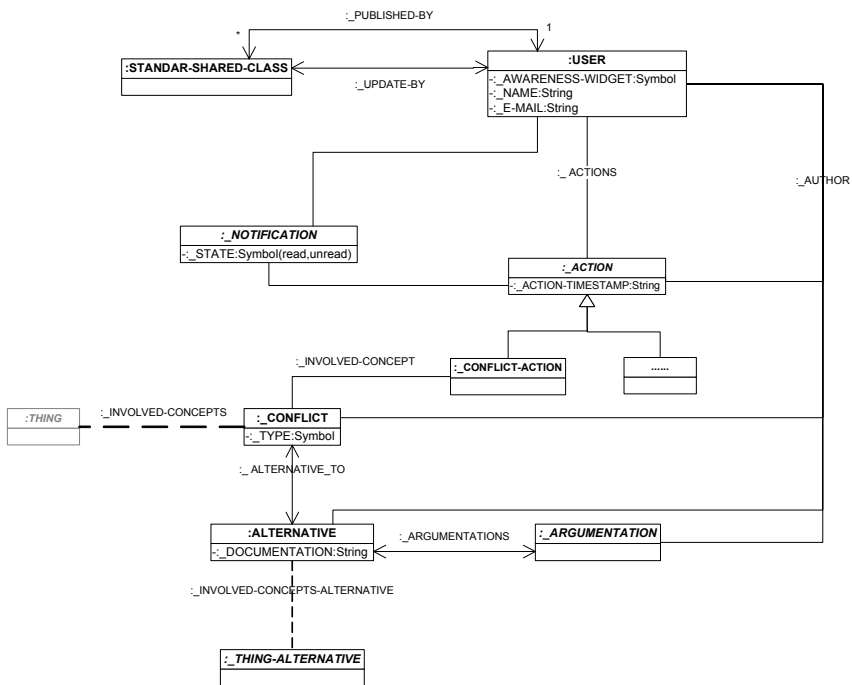 :_PUBLISHED-BY
*
1
:STANDAR-SHARED-CLASS
:USER
-:_AWARENESS-WIDGET:Symbol
-:_NAME:String
-:_E-MAIL:String
:_UPDATE-BY
:_ ACTIONS
:_AUTHOR
:_NOTIFICATION
-:_STATE:Symbol(read,unread)
:_ACTION
-:_ACTION-TIMESTAMP:String
:_INVOLVED-CONCEPT
:_CONFLICT-ACTION
......
:THING
:_INVOLVED-CONCEPTS
:_CONFLICT
-:_TYPE:Symbol
:_ ALTERNATIVE_TO
:ALTERNATIVE
-:_DOCUMENTATION:String
:_ARGUMENTATIONS
:_ARGUMENTATION
:_INVOLVED-CONCEPTS-ALTERNATIVE
:_THING-ALTERNATIVE